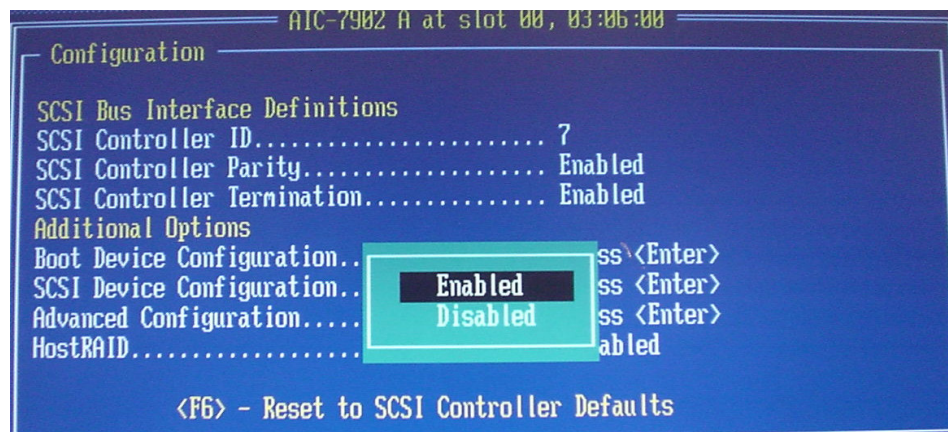 AIC-7902 A at slot 00, 03:06:00
Configuration
SCSI Bus Interface Definitions
SCSI Controller ID........................ 7
SCSI Controller Parity.................... Enabled
SCSI Controller Termination............... Enabled
Additional Options
Boot Device Configuration.. ss <Enter>
SCSI Device Configuration.. Enabled ss <Enter>
Advanced Configuration..... Disabled ss <Enter>
HostRAID................... abled
<F6> - Reset to SCSI Controller Defaults